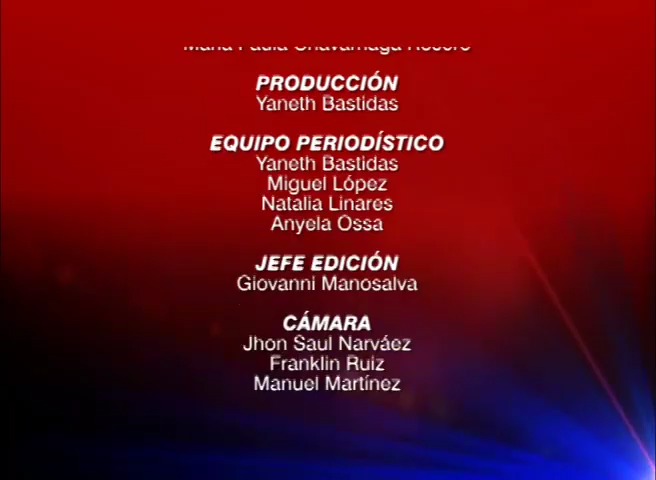 PRODUCCIÓN
Yaneth Bastidas
EQUIPO PERIODÍSTICO
Yaneth Bastidas
Miguel López
Natalia Linares
Anyela Ossa
JEFE EDICIÓN
Giovanni Manosalva
CÁMARA
Jhon Saul Narváez
Franklin Ruiz
Manuel Martínez